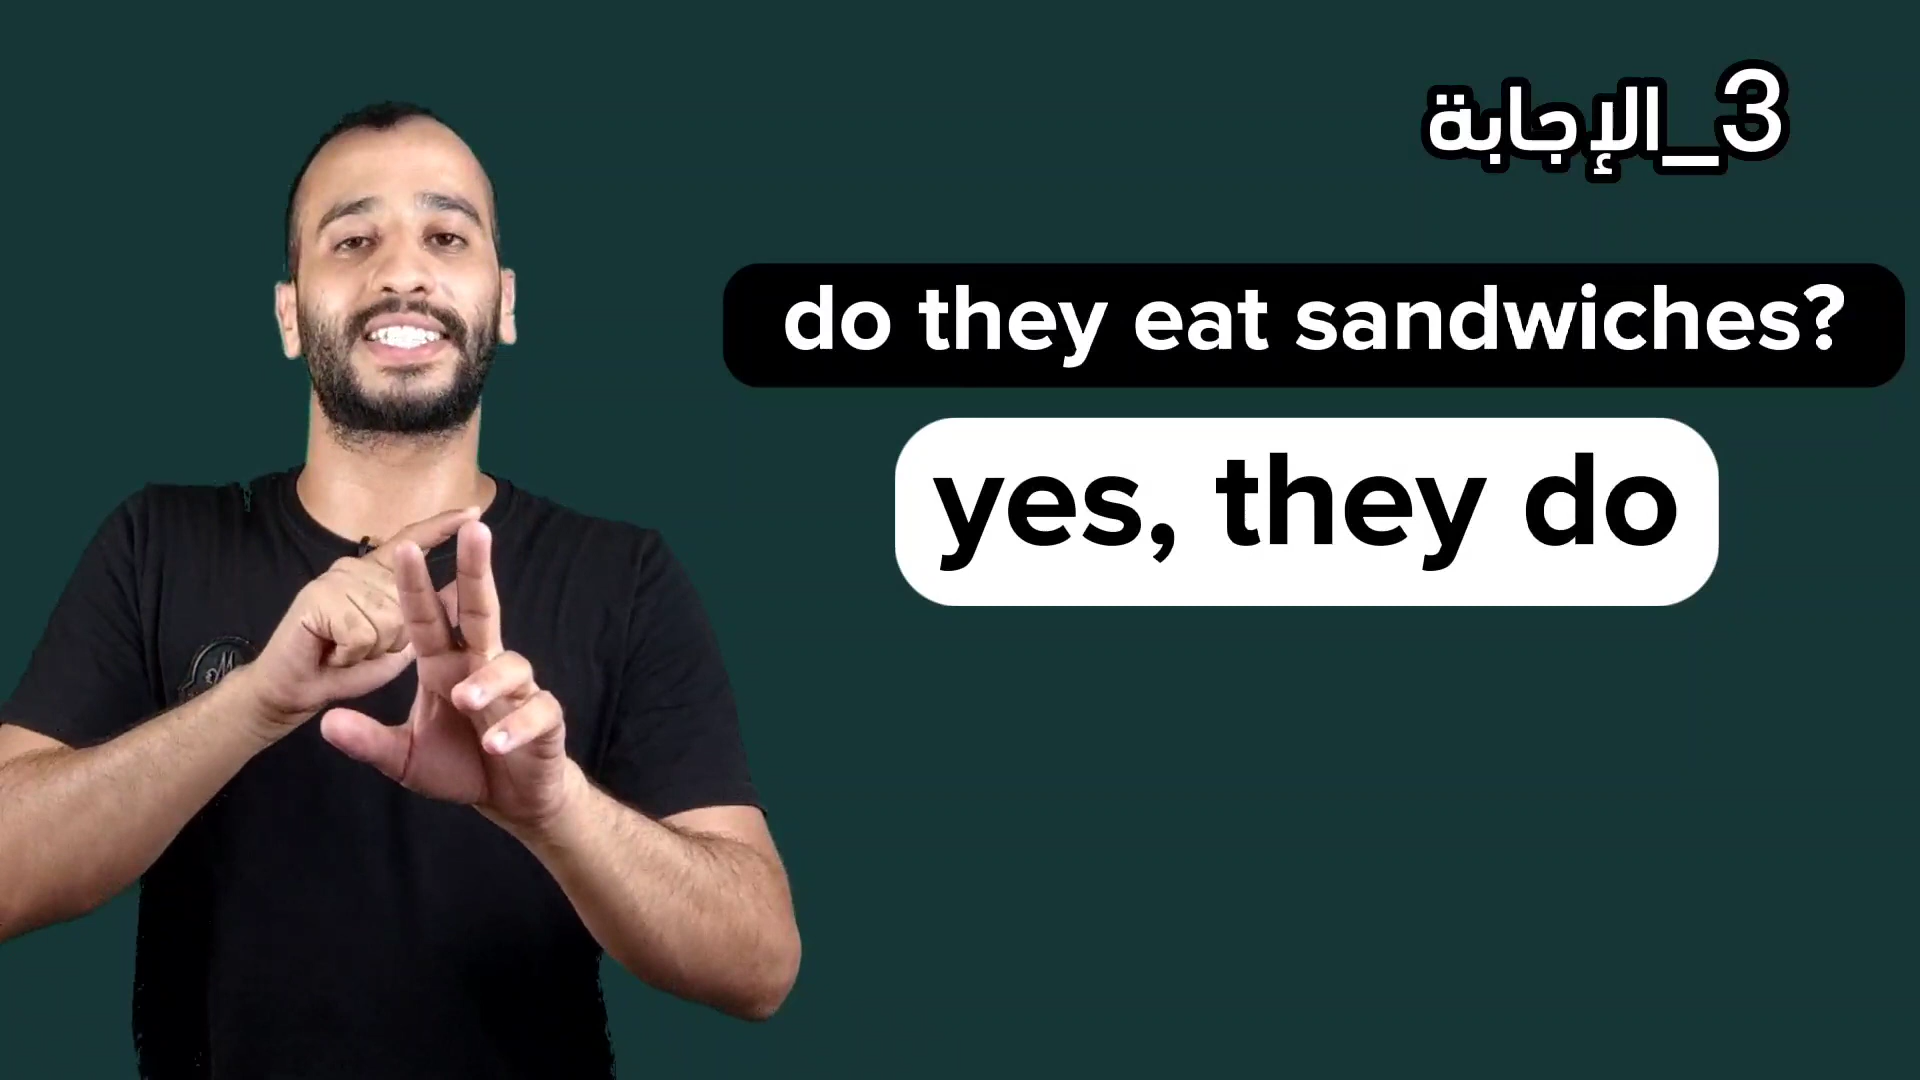 3_الإجابة
do they eat sandwiches?
yes, they do